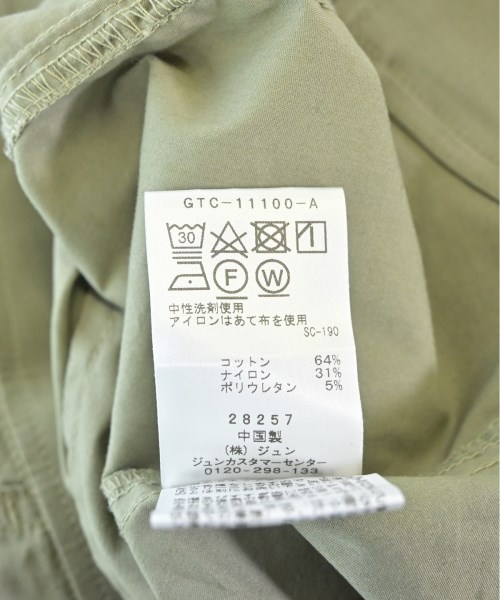 GTC-11100-A
30
F W
中性洗剤使用
アイロンはあて布を使用
SC-190
コットン 64%
ナイロン 31%
ポリウレタン 5%
28257
中国製
(株) ジュン
ジュンカスタマーセンター
0120-298-133